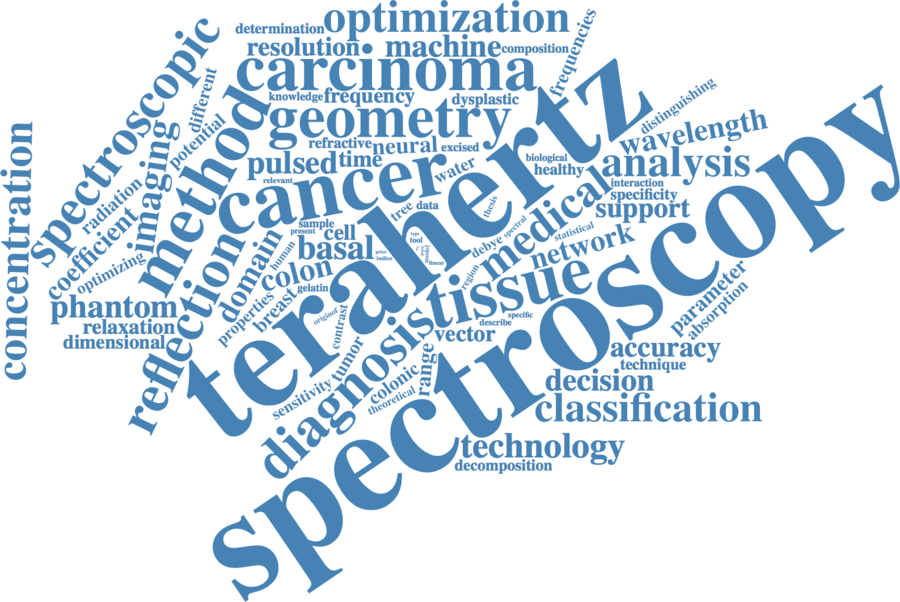 optimization
determination
resolution
machine
composition
frequencies
carcinoma
spectroscopic
different
knowledge
frequency
dysplastic
method
geometry
distinguishing
potential
refractive
neural
excised
wavelength
imaging
pulsed
time
cancer
water
biological
healthy
analysis
concentration
radiation
relevant
terahertz
interaction
specificity
support
coefficient
tree
data
thesis
medical
sample
present
cell
spectral
debye
statistical
optimizing
domain
human
basal
type
tool
network
region
linear
model
phantom
reflection
colon
gelatin
tissue
spectroscopy
properties
breast
relaxation
dimensional
original
contrast
specific
describe
parameter
absorption
diagnosis
vector
accuracy
technique
tumor
range
sensitivity
colonic
theoretical
decision
classification
technology
decomposition